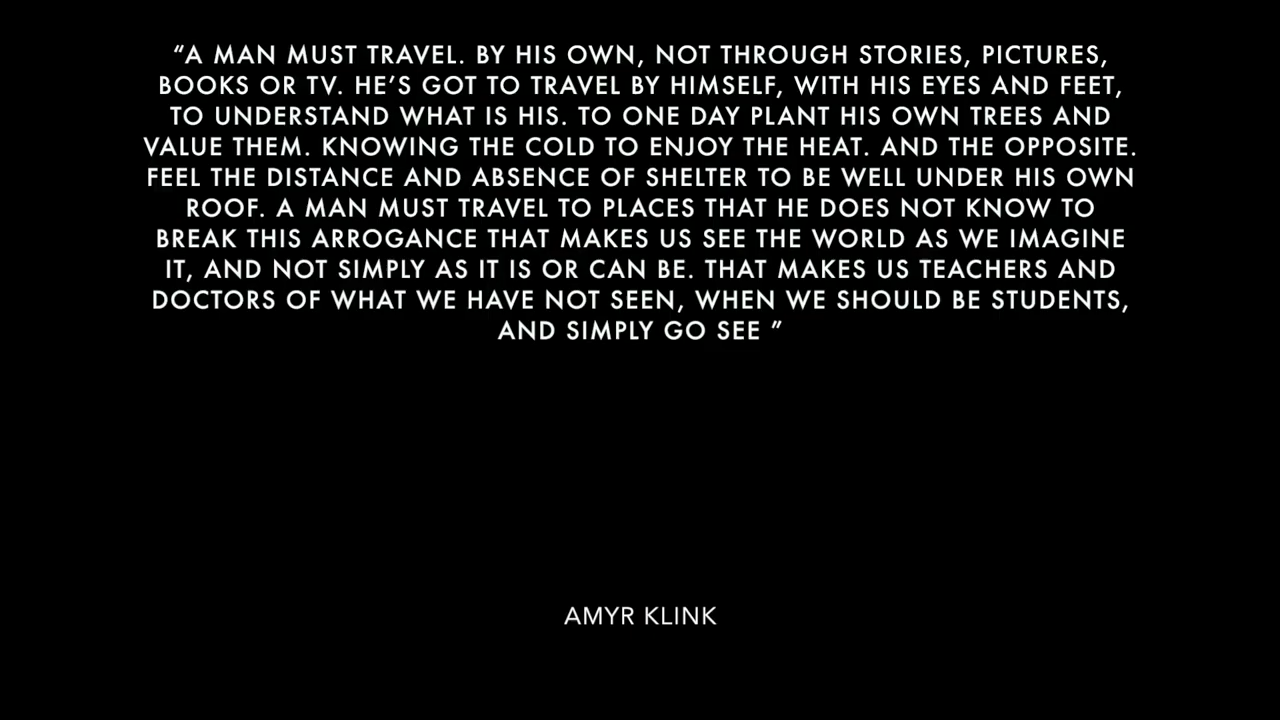 “A MAN MUST TRAVEL. BY HIS OWN, NOT THROUGH STORIES, PICTURES,
BOOKS OR TV. HE’S GOT TO TRAVEL BY HIMSELF, WITH HIS EYES AND FEET,
TO UNDERSTAND WHAT IS HIS. TO ONE DAY PLANT HIS OWN TREES AND
VALUE THEM. KNOWING THE COLD TO ENJOY THE HEAT. AND THE OPPOSITE.
FEEL THE DISTANCE AND ABSENCE OF SHELTER TO BE WELL UNDER HIS OWN
ROOF. A MAN MUST TRAVEL TO PLACES THAT HE DOES NOT KNOW TO
BREAK THIS ARROGANCE THAT MAKES US SEE THE WORLD AS WE IMAGINE
IT, AND NOT SIMPLY AS IT IS OR CAN BE. THAT MAKES US TEACHERS AND
DOCTORS OF WHAT WE HAVE NOT SEEN, WHEN WE SHOULD BE STUDENTS,
AND SIMPLY GO SEE ”
AMYR KLINK